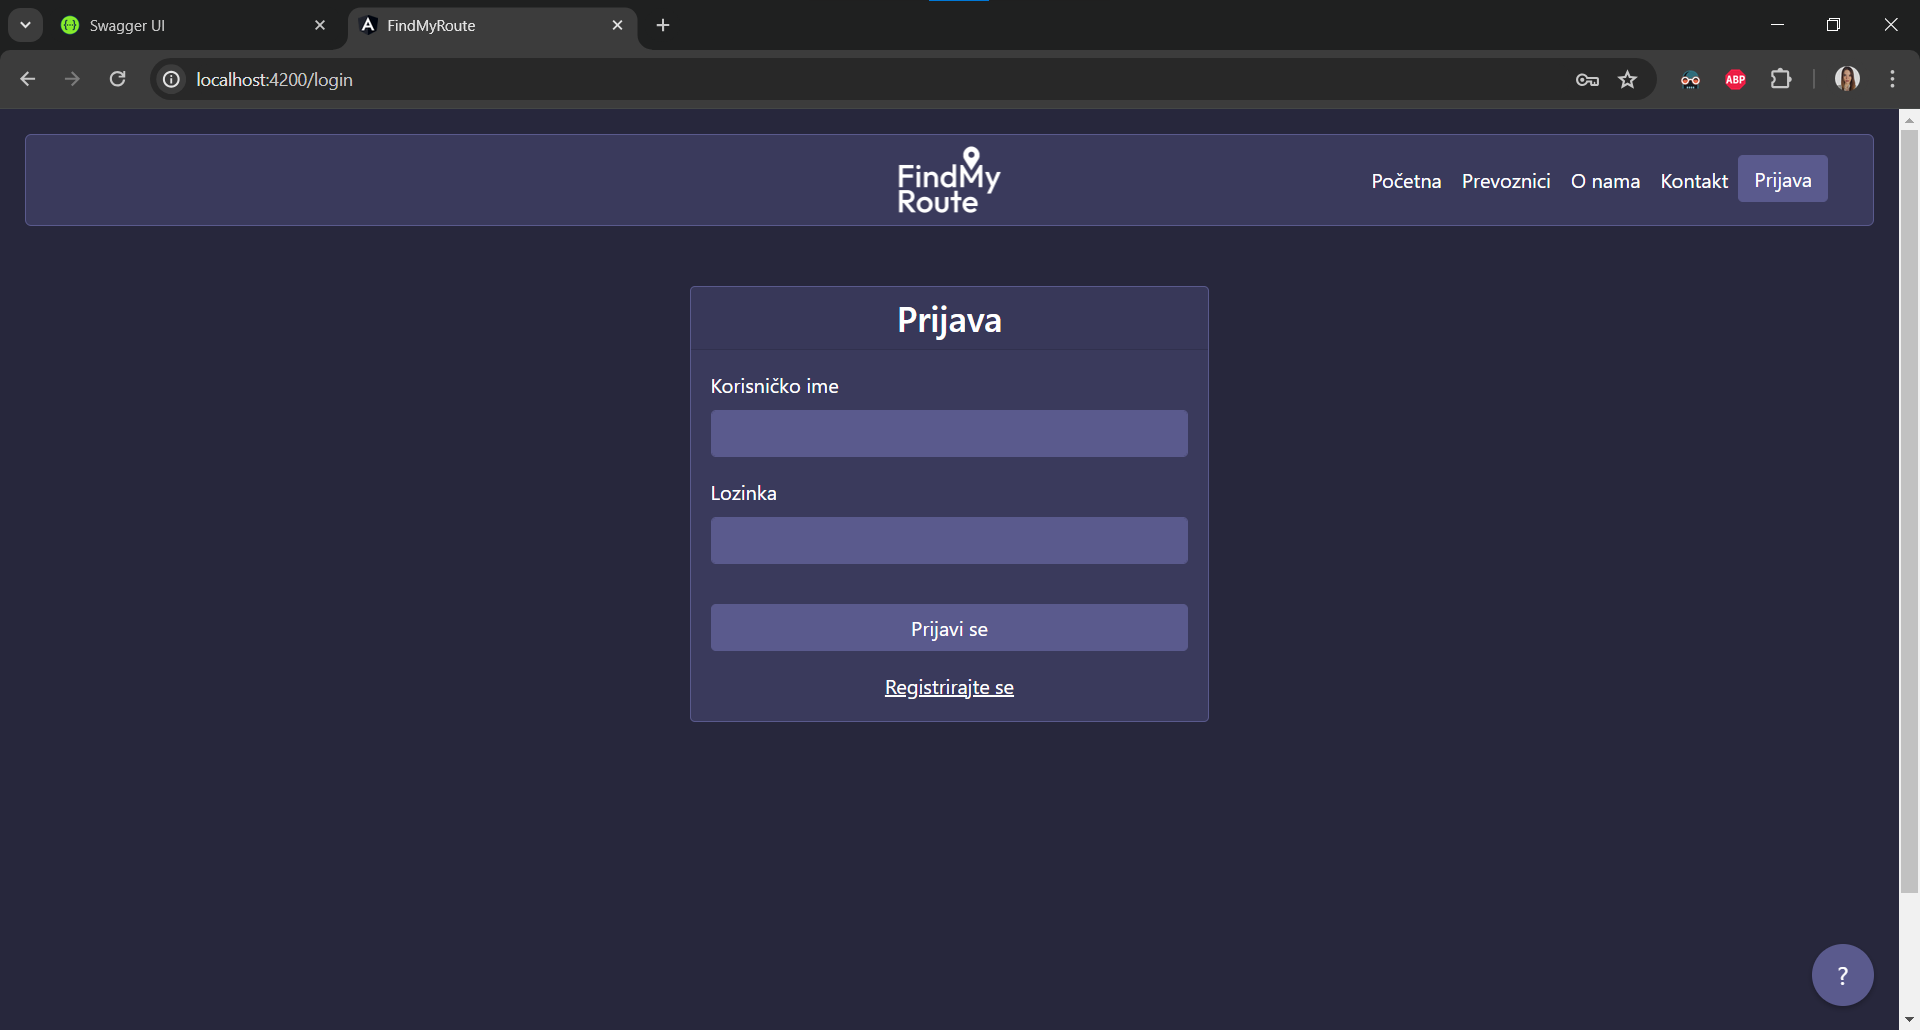 Swagger UI
FindMyRoute
localhost:4200/login
ABP
FindMy
Route
Početna Prevoznici O nama Kontakt Prijava
Prijava
Korisničko ime
Lozinka
Prijavi se
Registrirajte se
?